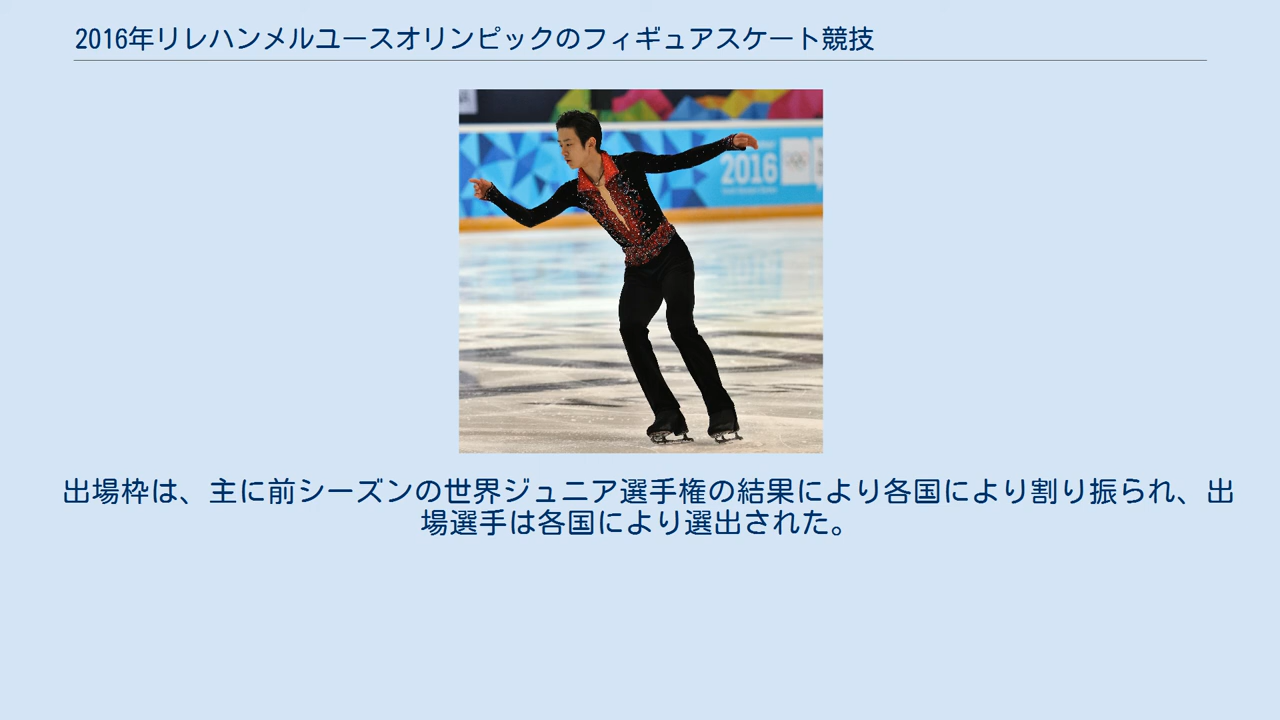 2016年リレハンメルユースオリンピックのフィギュアスケート競技
2016
出場枠は、主に前シーズンの世界ジュニア選手権の結果により各国により割り振られ、出
場選手は各国により選出された。